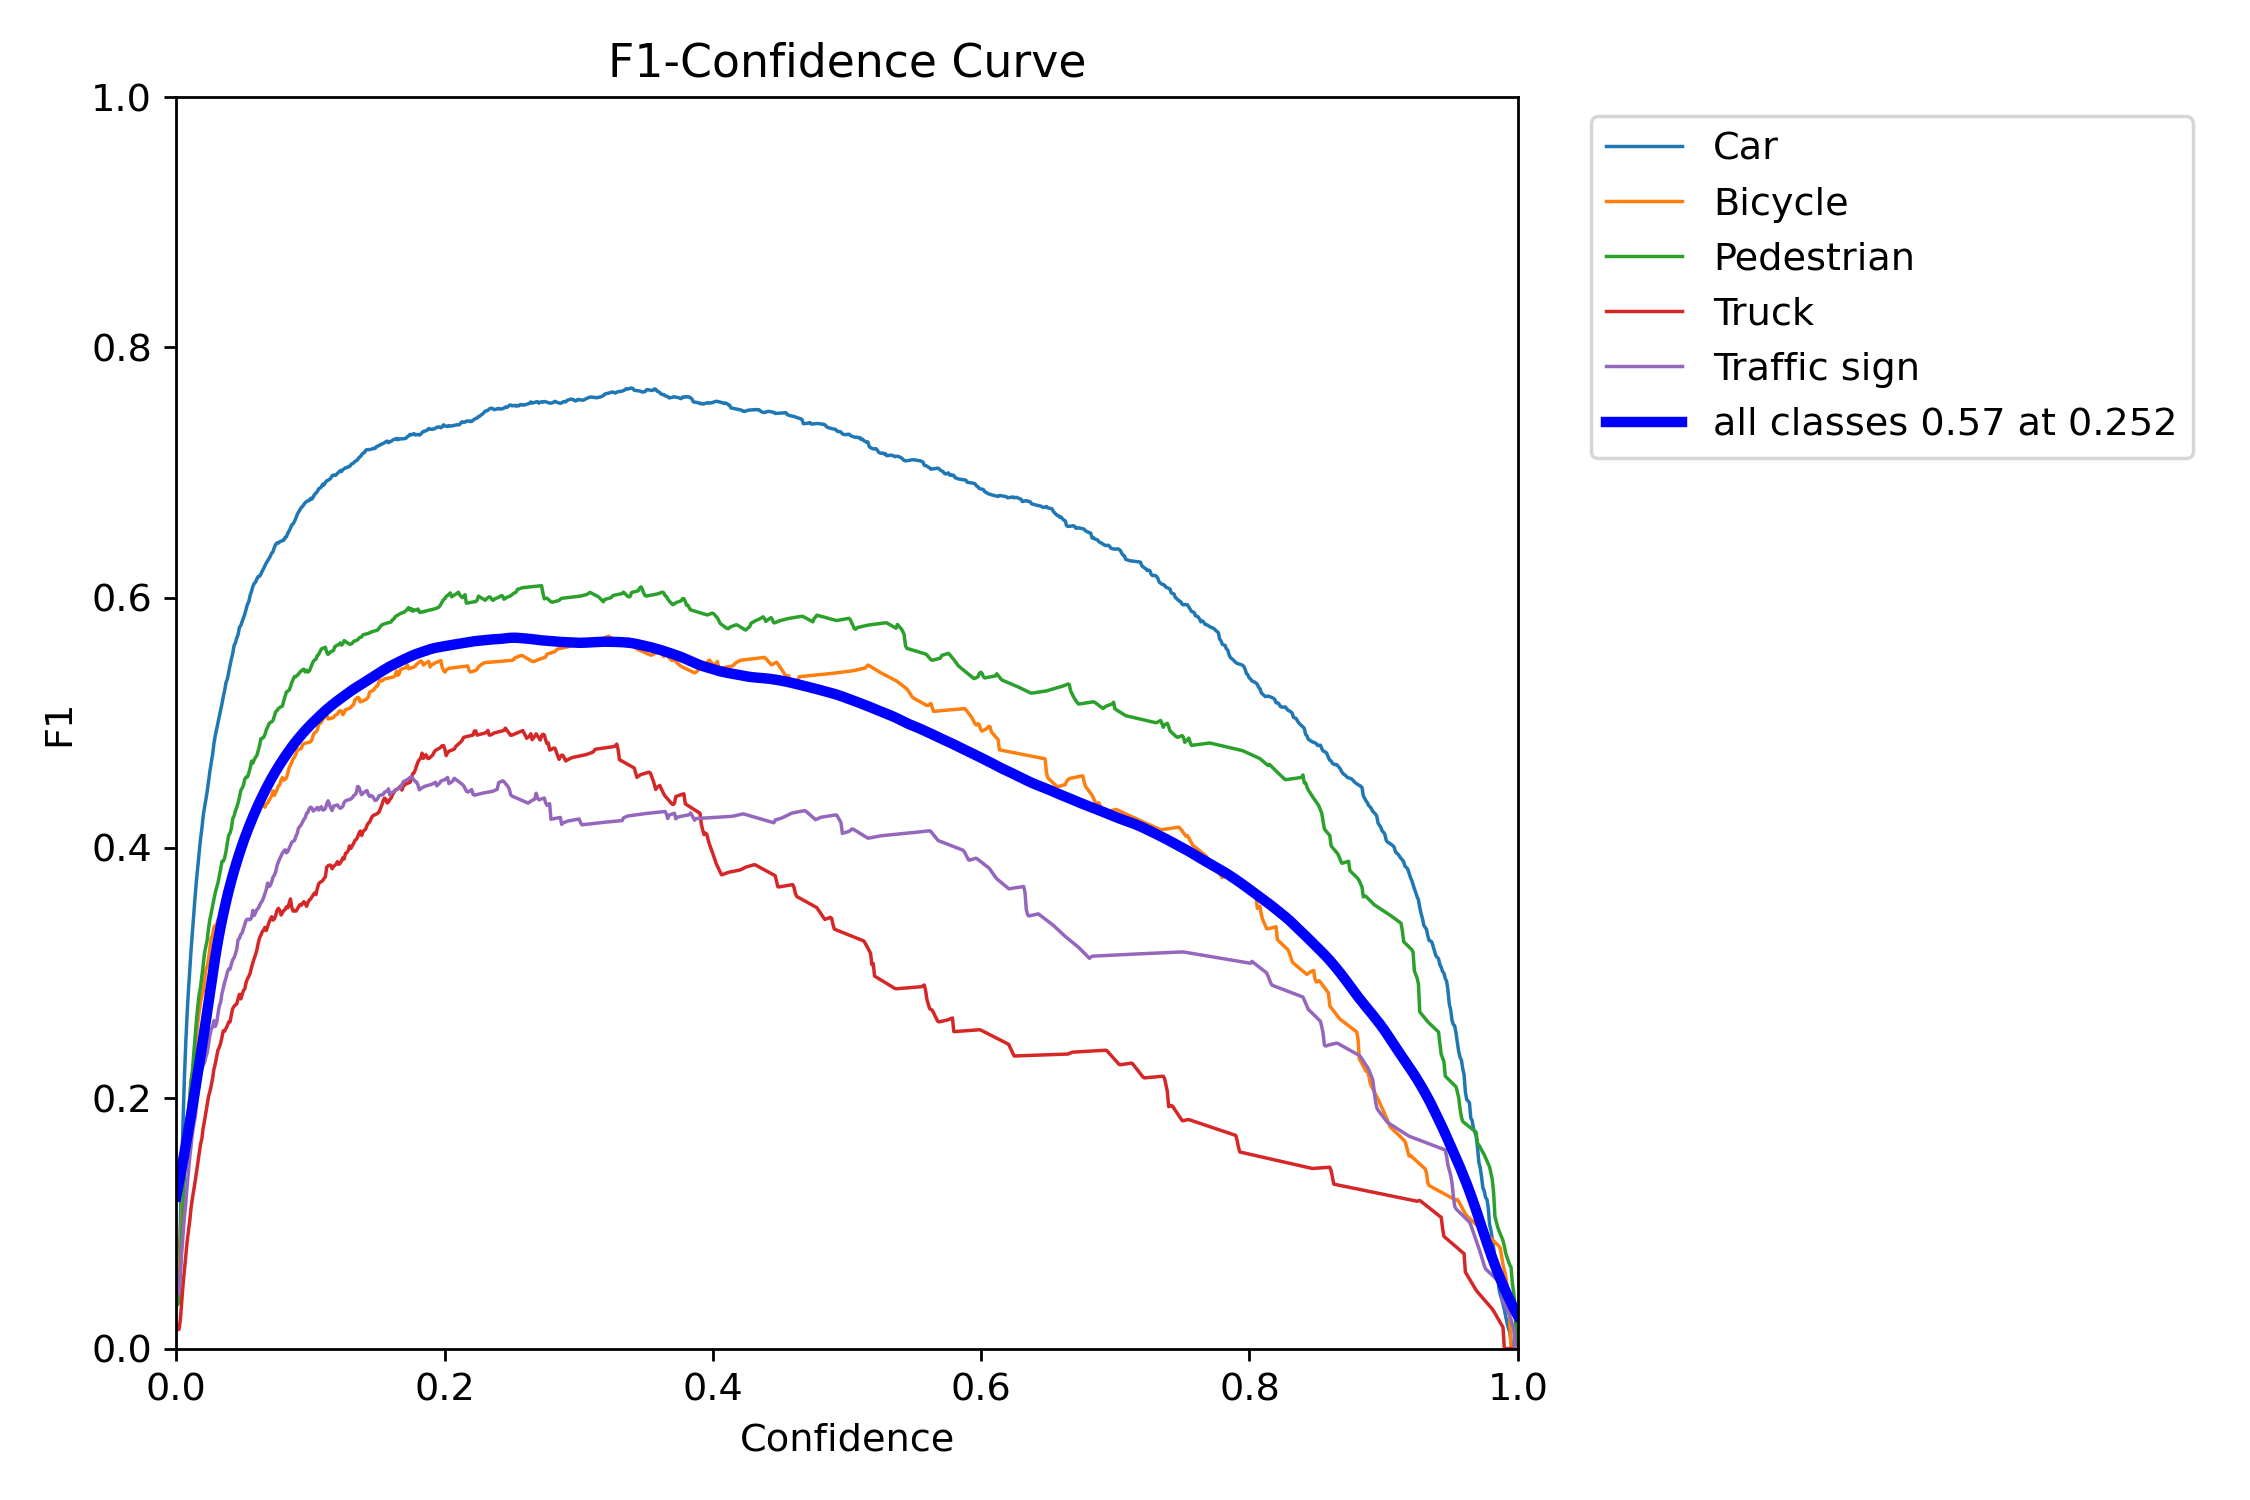 F1-Confidence Curve
1.0
0.8
0.6
0.4
0.2
0.0
F1
0.0 0.2 0.4 0.6 0.8 1.0
Confidence
Car
Bicycle
Pedestrian
Truck
Traffic sign
all classes 0.57 at 0.252